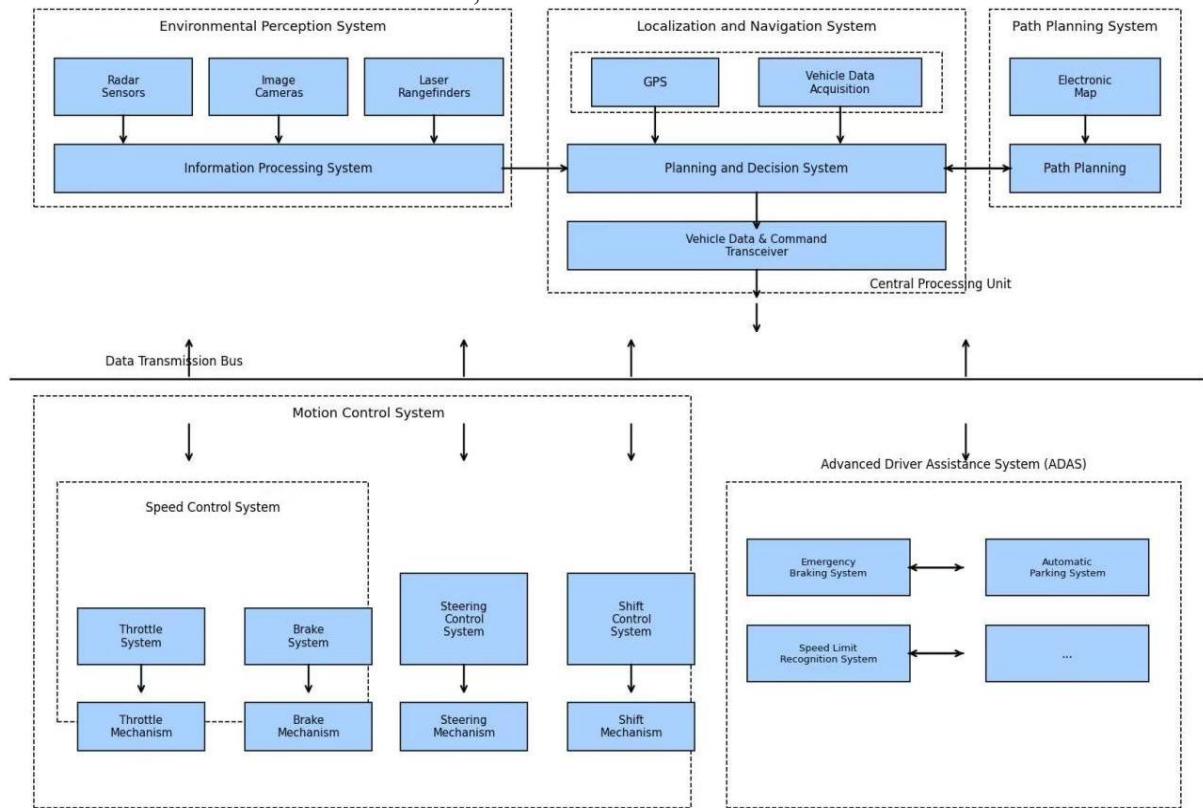 Environmental Perception System
Localization and Navigation System
Path Planning System
Radar
Sensors
Image
Cameras
Laser
Rangefinders
GPS
Vehicle Data
Acquisition
Electronic
Map
Information Processing System
Planning and Decision System
Path Planning
Vehicle Data & Command
Transceiver
Central Processing Unit
Data Transmission Bus
Motion Control System
Advanced Driver Assistance System (ADAS)
Speed Control System
Throttle
System
Brake
System
Steering
Control
System
Shift
Control
System
Throttle
Mechanism
Brake
Mechanism
Steering
Mechanism
Shift
Mechanism
Emergency
Braking System
Automatic
Parking System
Speed Limit
Recognition System
...